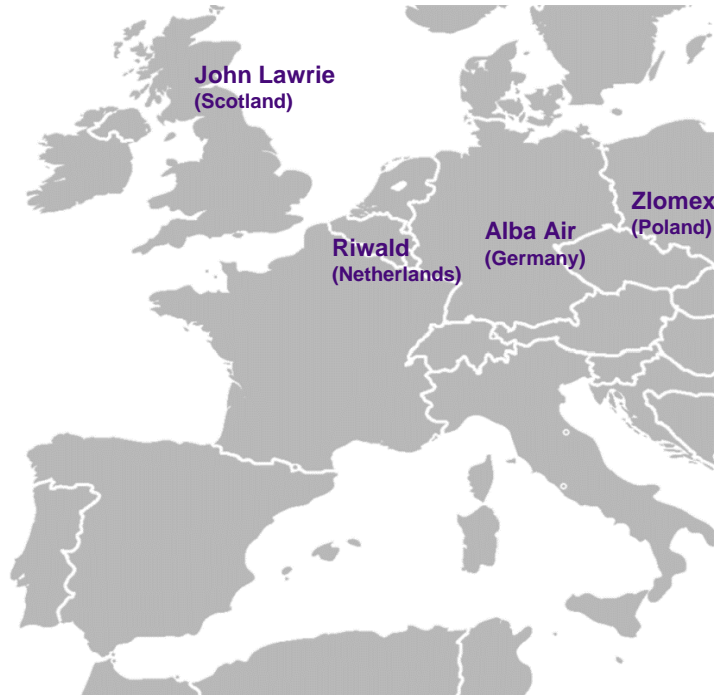 John Lawrie
(Scotland)
Zlomex
(Poland)
Alba Air
(Germany)
Riwald
(Netherlands)